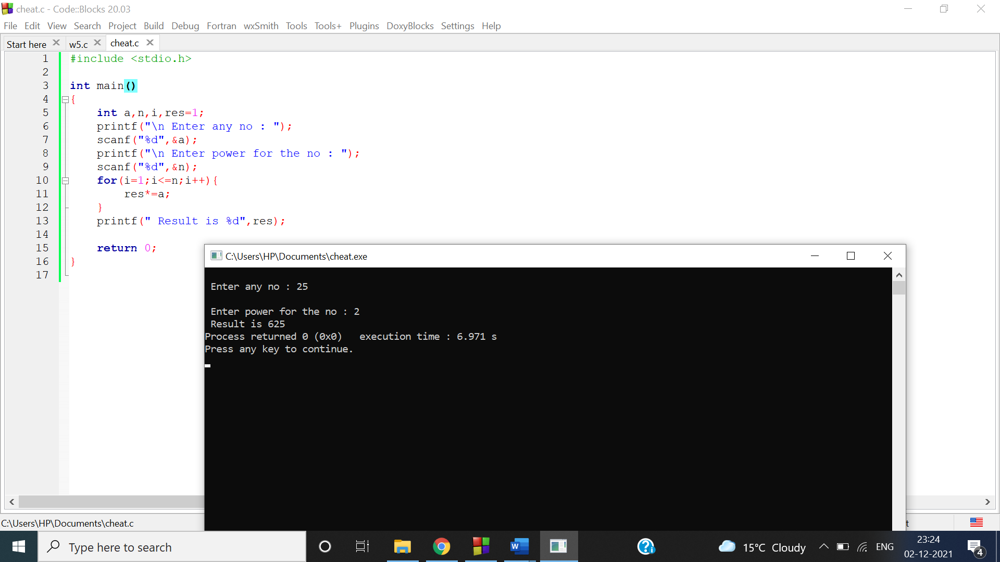 cheat.c - Code::Blocks 20.03
File Edit View Search Project Build Debug Fortran wxSmith Tools Tools+ Plugins DoxyBlocks Settings Help
Start here w5.c cheat.c
1 #include <stdio.h>
2
3 int main()
4 {
5 int a,n,i,res=1;
6 printf("\n Enter any no : ");
7 scanf("%d",&a);
8 printf("\n Enter power for the no : ");
9 scanf("%d",&n);
10 for(i=1;i<=n;i++){
11 res*=a;
12 }
13 printf(" Result is %d",res);
14
15 return 0;
16 }
17
C:\Users\HP\Documents\cheat.exe
Enter any no : 25
Enter power for the no : 2
Result is 625
Process returned 0 (0x0) execution time : 6.971 s
Press any key to continue.
C:\Users\HP\Documents\cheat.c
t
Type here to search
W
15°C Cloudy
ENG
23:24
02-12-2021
4